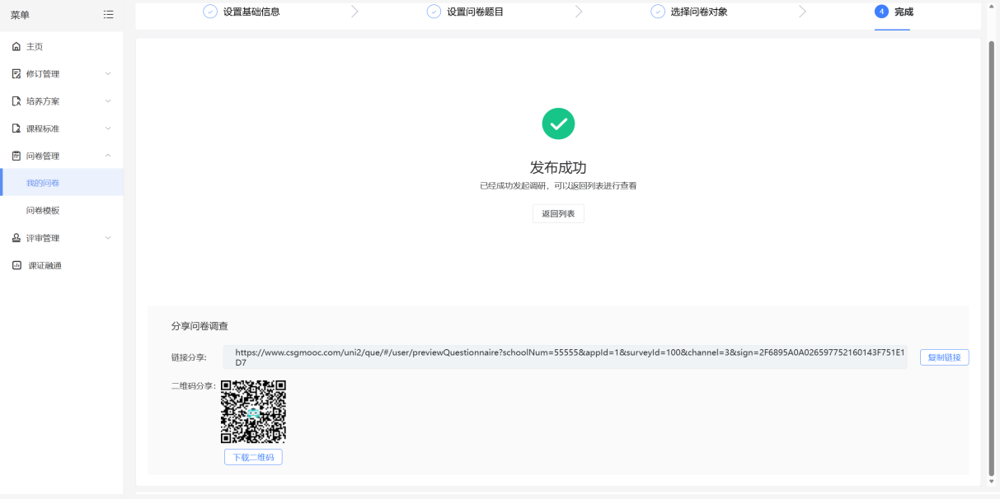 菜单
主页
修订管理
培养方案
课程标准
问卷管理
我的问卷
问卷模板
评审管理
课证融通
设置基础信息
设置问卷题目
选择问卷对象
4 完成
发布成功
已经成功发起调研，可以返回列表进行查看
返回列表
分享问卷调查
链接分享:
https://www.csgmooc.com/uni2/que/#/user/previewQuestionnaire?schoolNum=55555&appId=1&surveyId=100&channel=3&sign=2F6895A0A026597752160143F751E1
D7
复制链接
二维码分享:
下载二维码